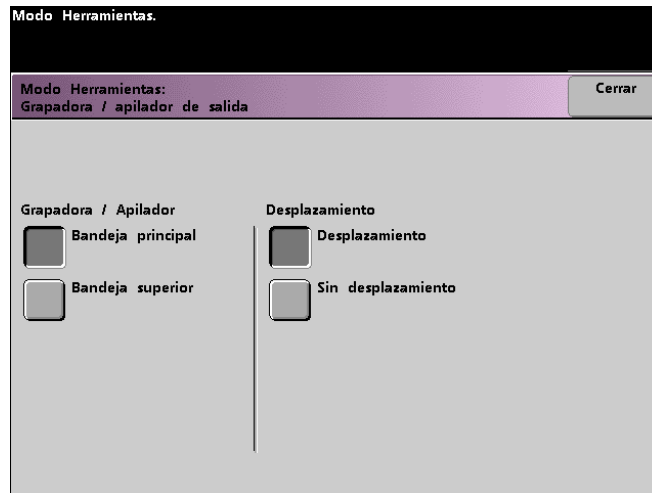 Modo Herramientas.
Modo Herramientas:
Grapadora / apilador de salida
Cerrar
Grapadora / Apilador
Bandeja principal
Bandeja superior
Desplazamiento
Desplazamiento
Sin desplazamiento